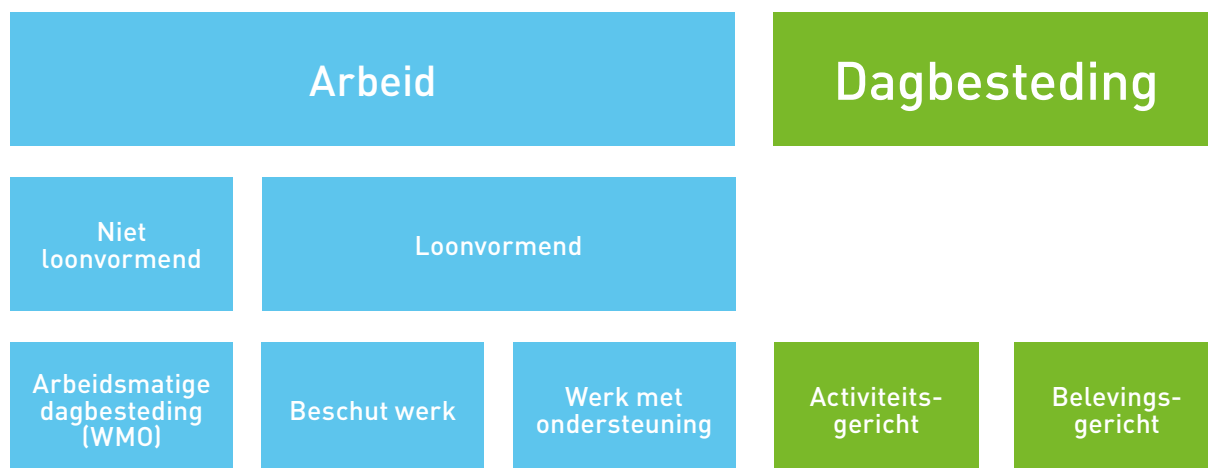 Arbeid
Dagbesteding
Niet
loonvormend
Loonvormend
Arbeidsmatige
dagbesteding
(WMO)
Beschut werk
Werk met
ondersteuning
Activiteits-
gericht
Belevings-
gericht